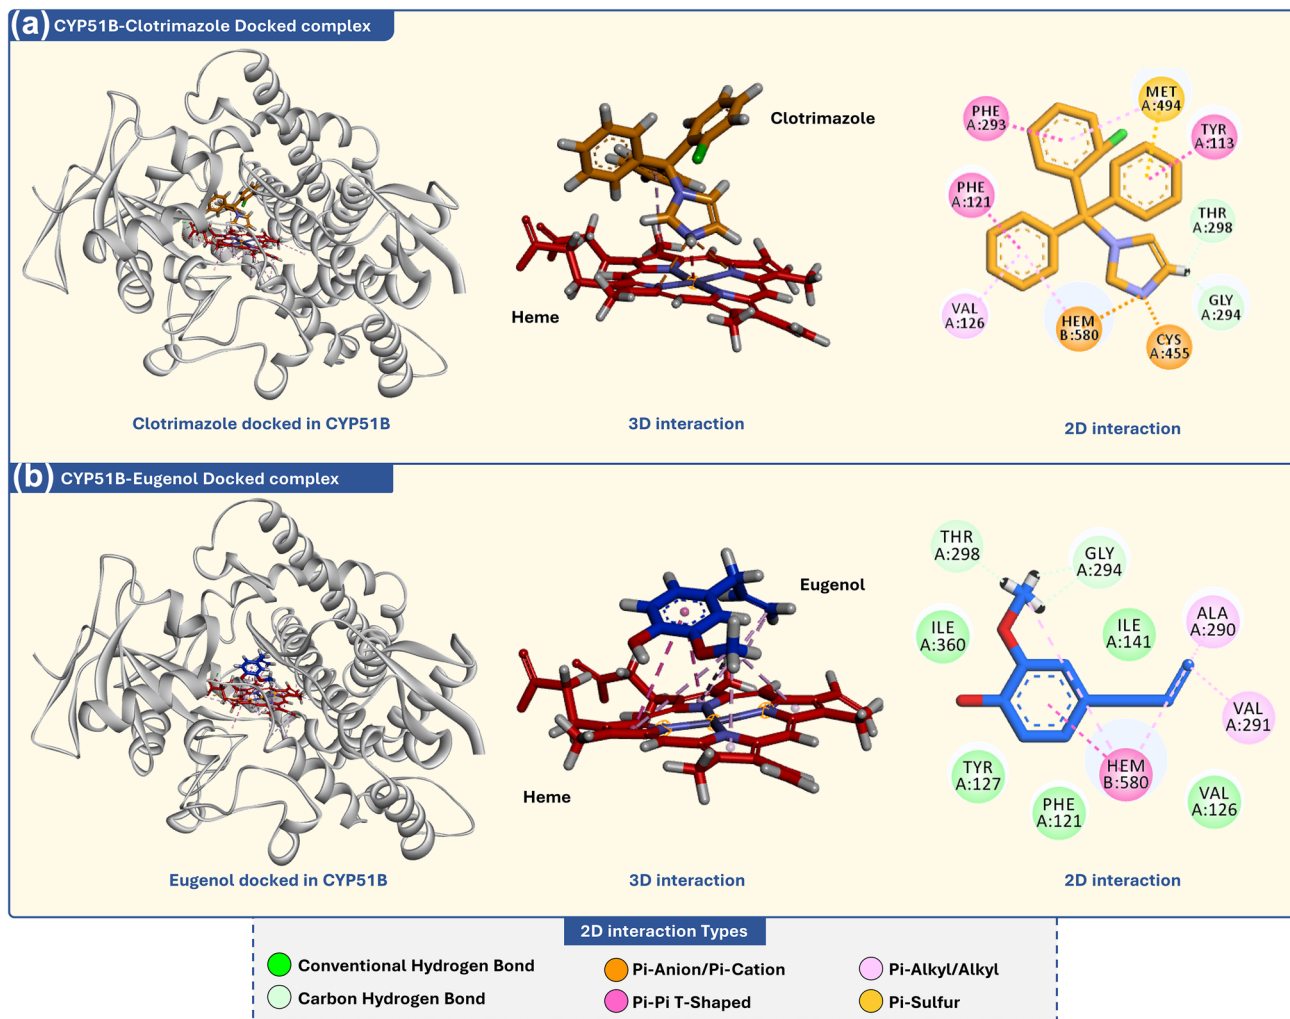 (a) CYP51B-Clotrimazole Docked complex
Clotrimazole
Heme
MET
A:494
PHE
A:293
TYR
A:113
PHE
A:121
THR
A:298
GLY
A:294
VAL
A:126
HEM
B:580
CYS
A:455
Clotrimazole docked in CYP51B
3D interaction
2D interaction
(b) CYP51B-Eugenol Docked complex
Eugenol
Heme
THR
A:298
GLY
A:294
ILE
A:360
ILE
A:141
ALA
A:290
VAL
A:291
TYR
A:127
HEM
B:580
PHE
A:121
VAL
A:126
Eugenol docked in CYP51B
3D interaction
2D interaction
2D interaction Types
Conventional Hydrogen Bond
Pi-Anion/Pi-Cation
Pi-Alkyl/Alkyl
Carbon Hydrogen Bond
Pi-Pi T-Shaped
Pi-Sulfur